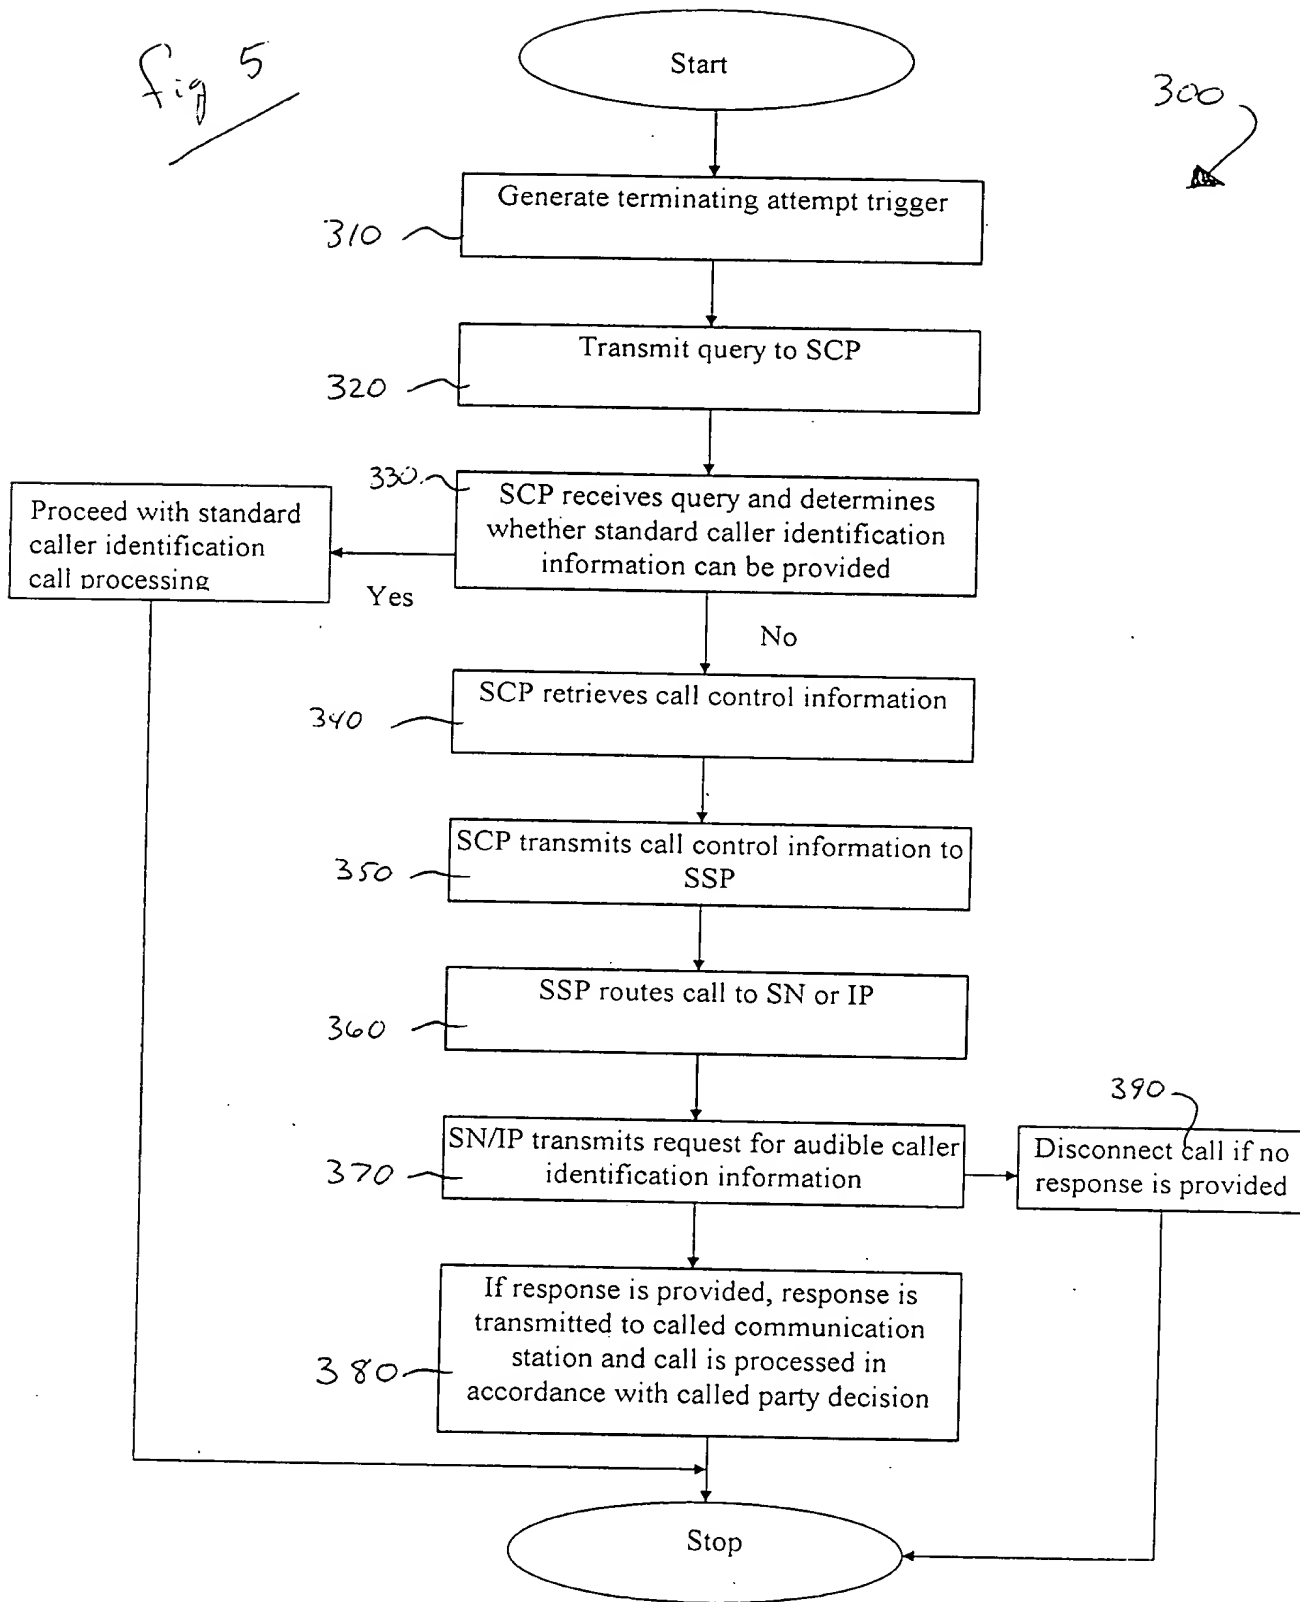 fig 5
300
Start
310
Generate terminating attempt trigger
320
Transmit query to SCP
330
SCP receives query and determines
whether standard caller identification
information can be provided
Proceed with standard
caller identification
call processing
Yes
No
340
SCP retrieves call control information
350
SCP transmits call control information to
SSP
360
SSP routes call to SN or IP
370
SN/IP transmits request for audible caller
identification information
390
Disconnect call if no
response is provided
380
If response is provided, response is
transmitted to called communication
station and call is processed in
accordance with called party decision
Stop